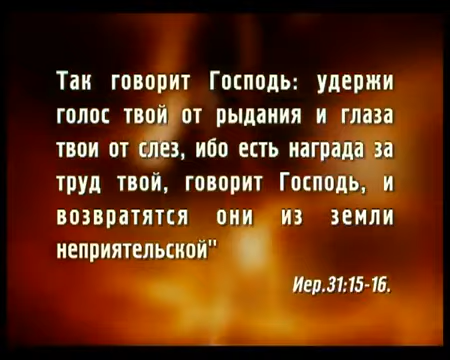 Так говорит Господь: удержи
голос твой от рыдания и глаза
твои от слез, ибо есть награда за
труд твой, говорит Господь, и
возвратятся они из земли
неприятельской"
Иер.31:15-16.